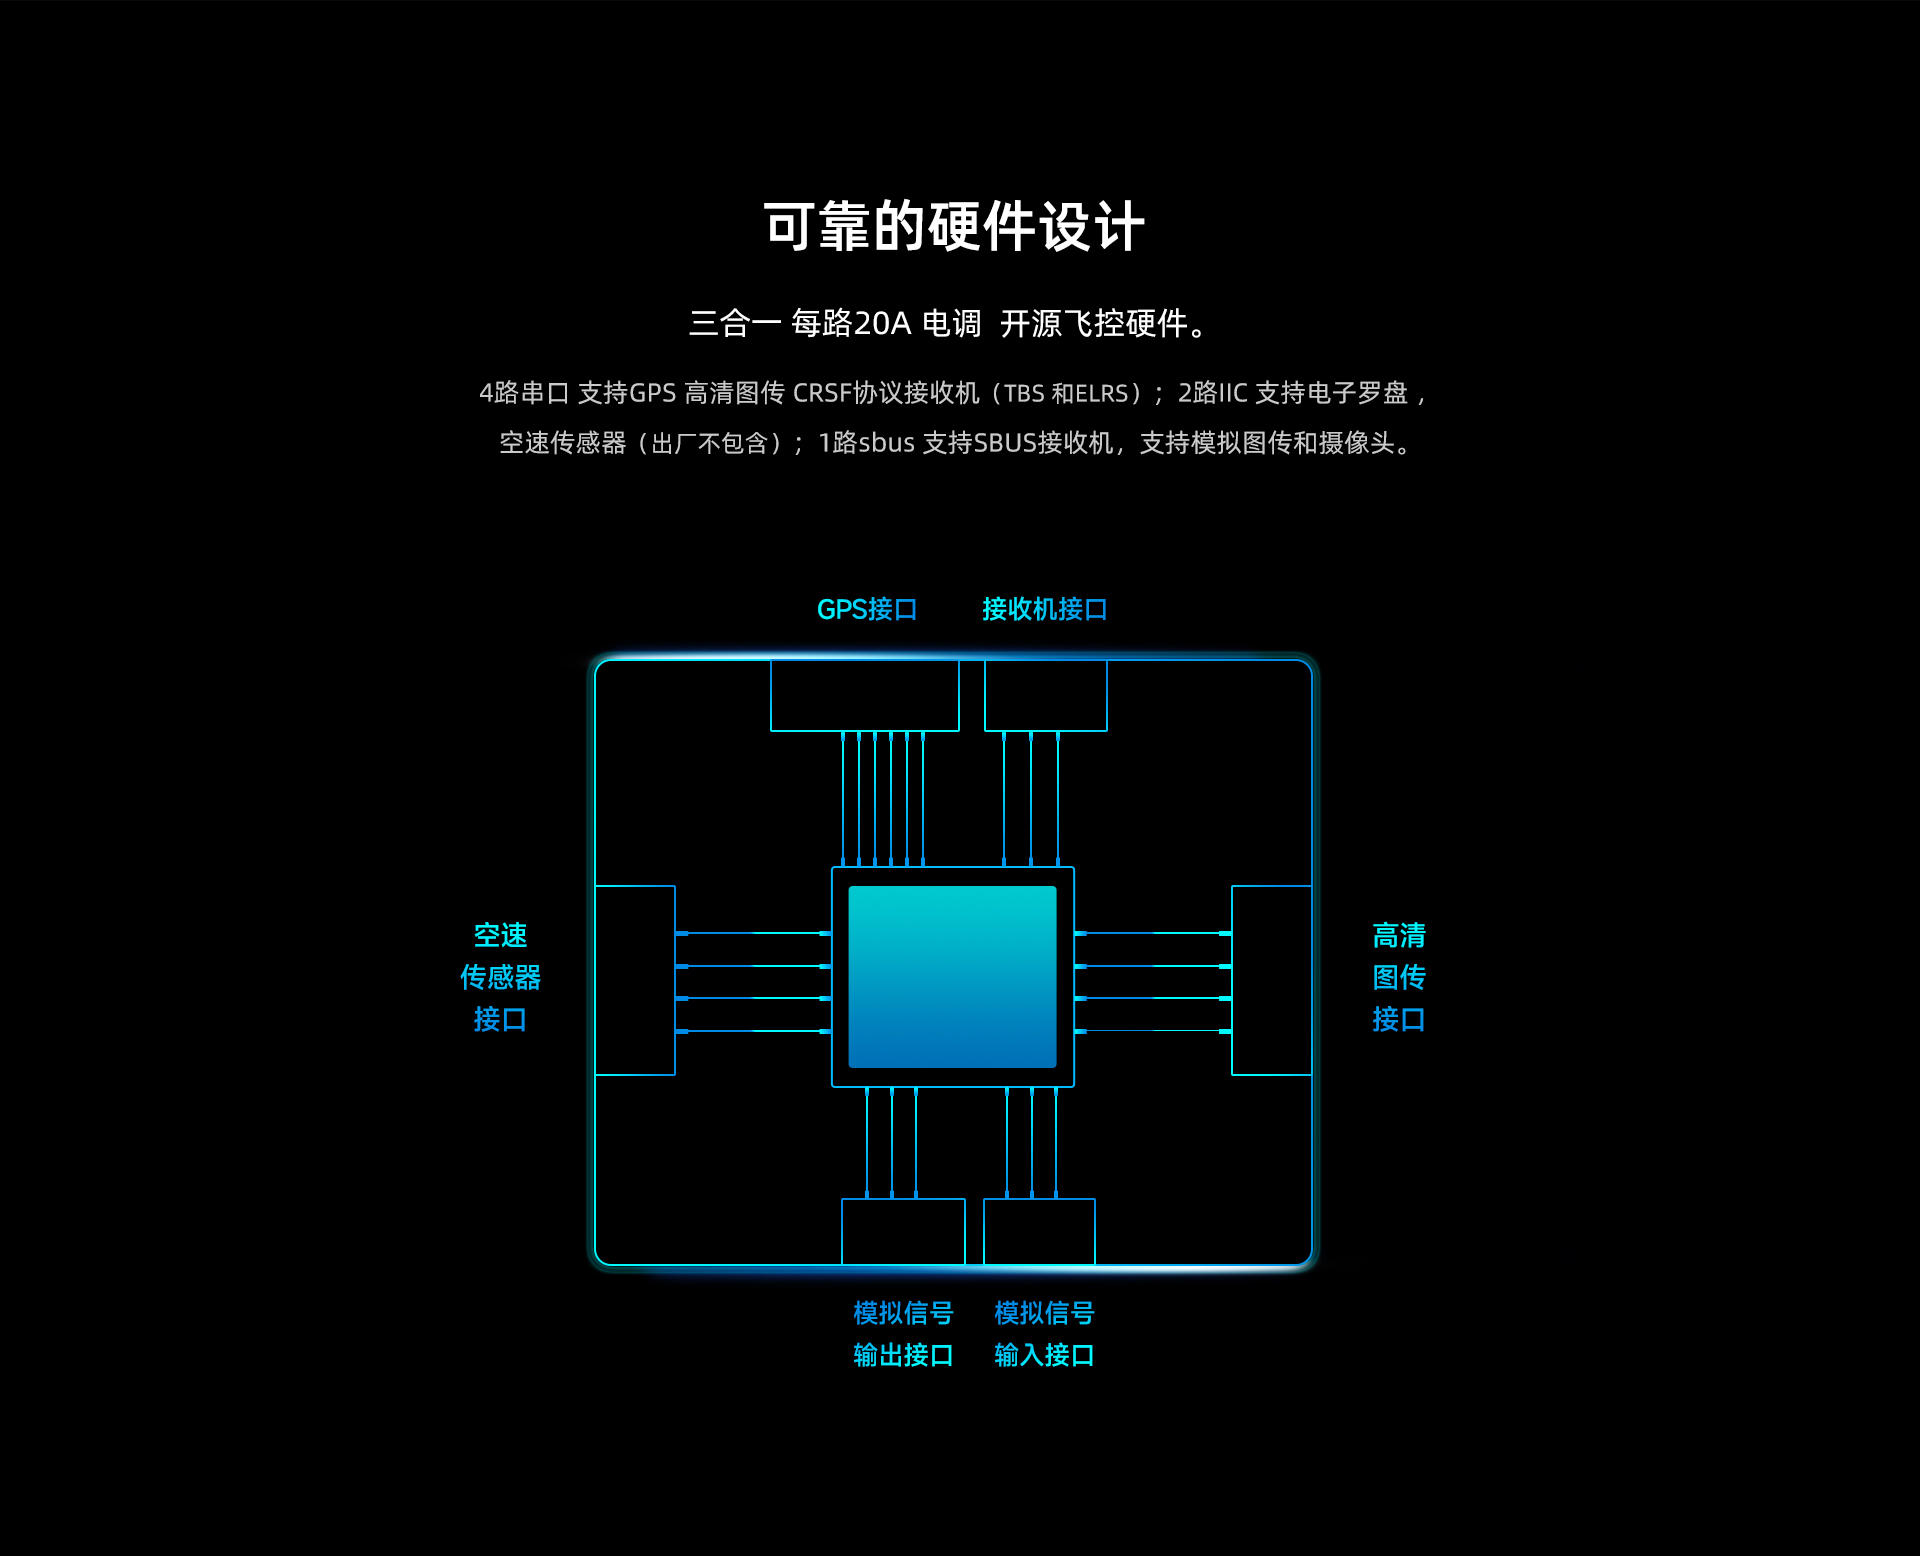 可靠的硬件设计
三合一 每路20A 电调 开源飞控硬件。
4路串口 支持GPS 高清图传 CRSF协议接收机（TBS 和ELRS）；2路IIC 支持电子罗盘，
空速传感器（出厂不包含）；1路sbus 支持SBUS接收机，支持模拟图传和摄像头。
GPS接口
接收机接口
空速
传感器
接口
高清
图传
接口
模拟信号
输出接口
模拟信号
输入接口